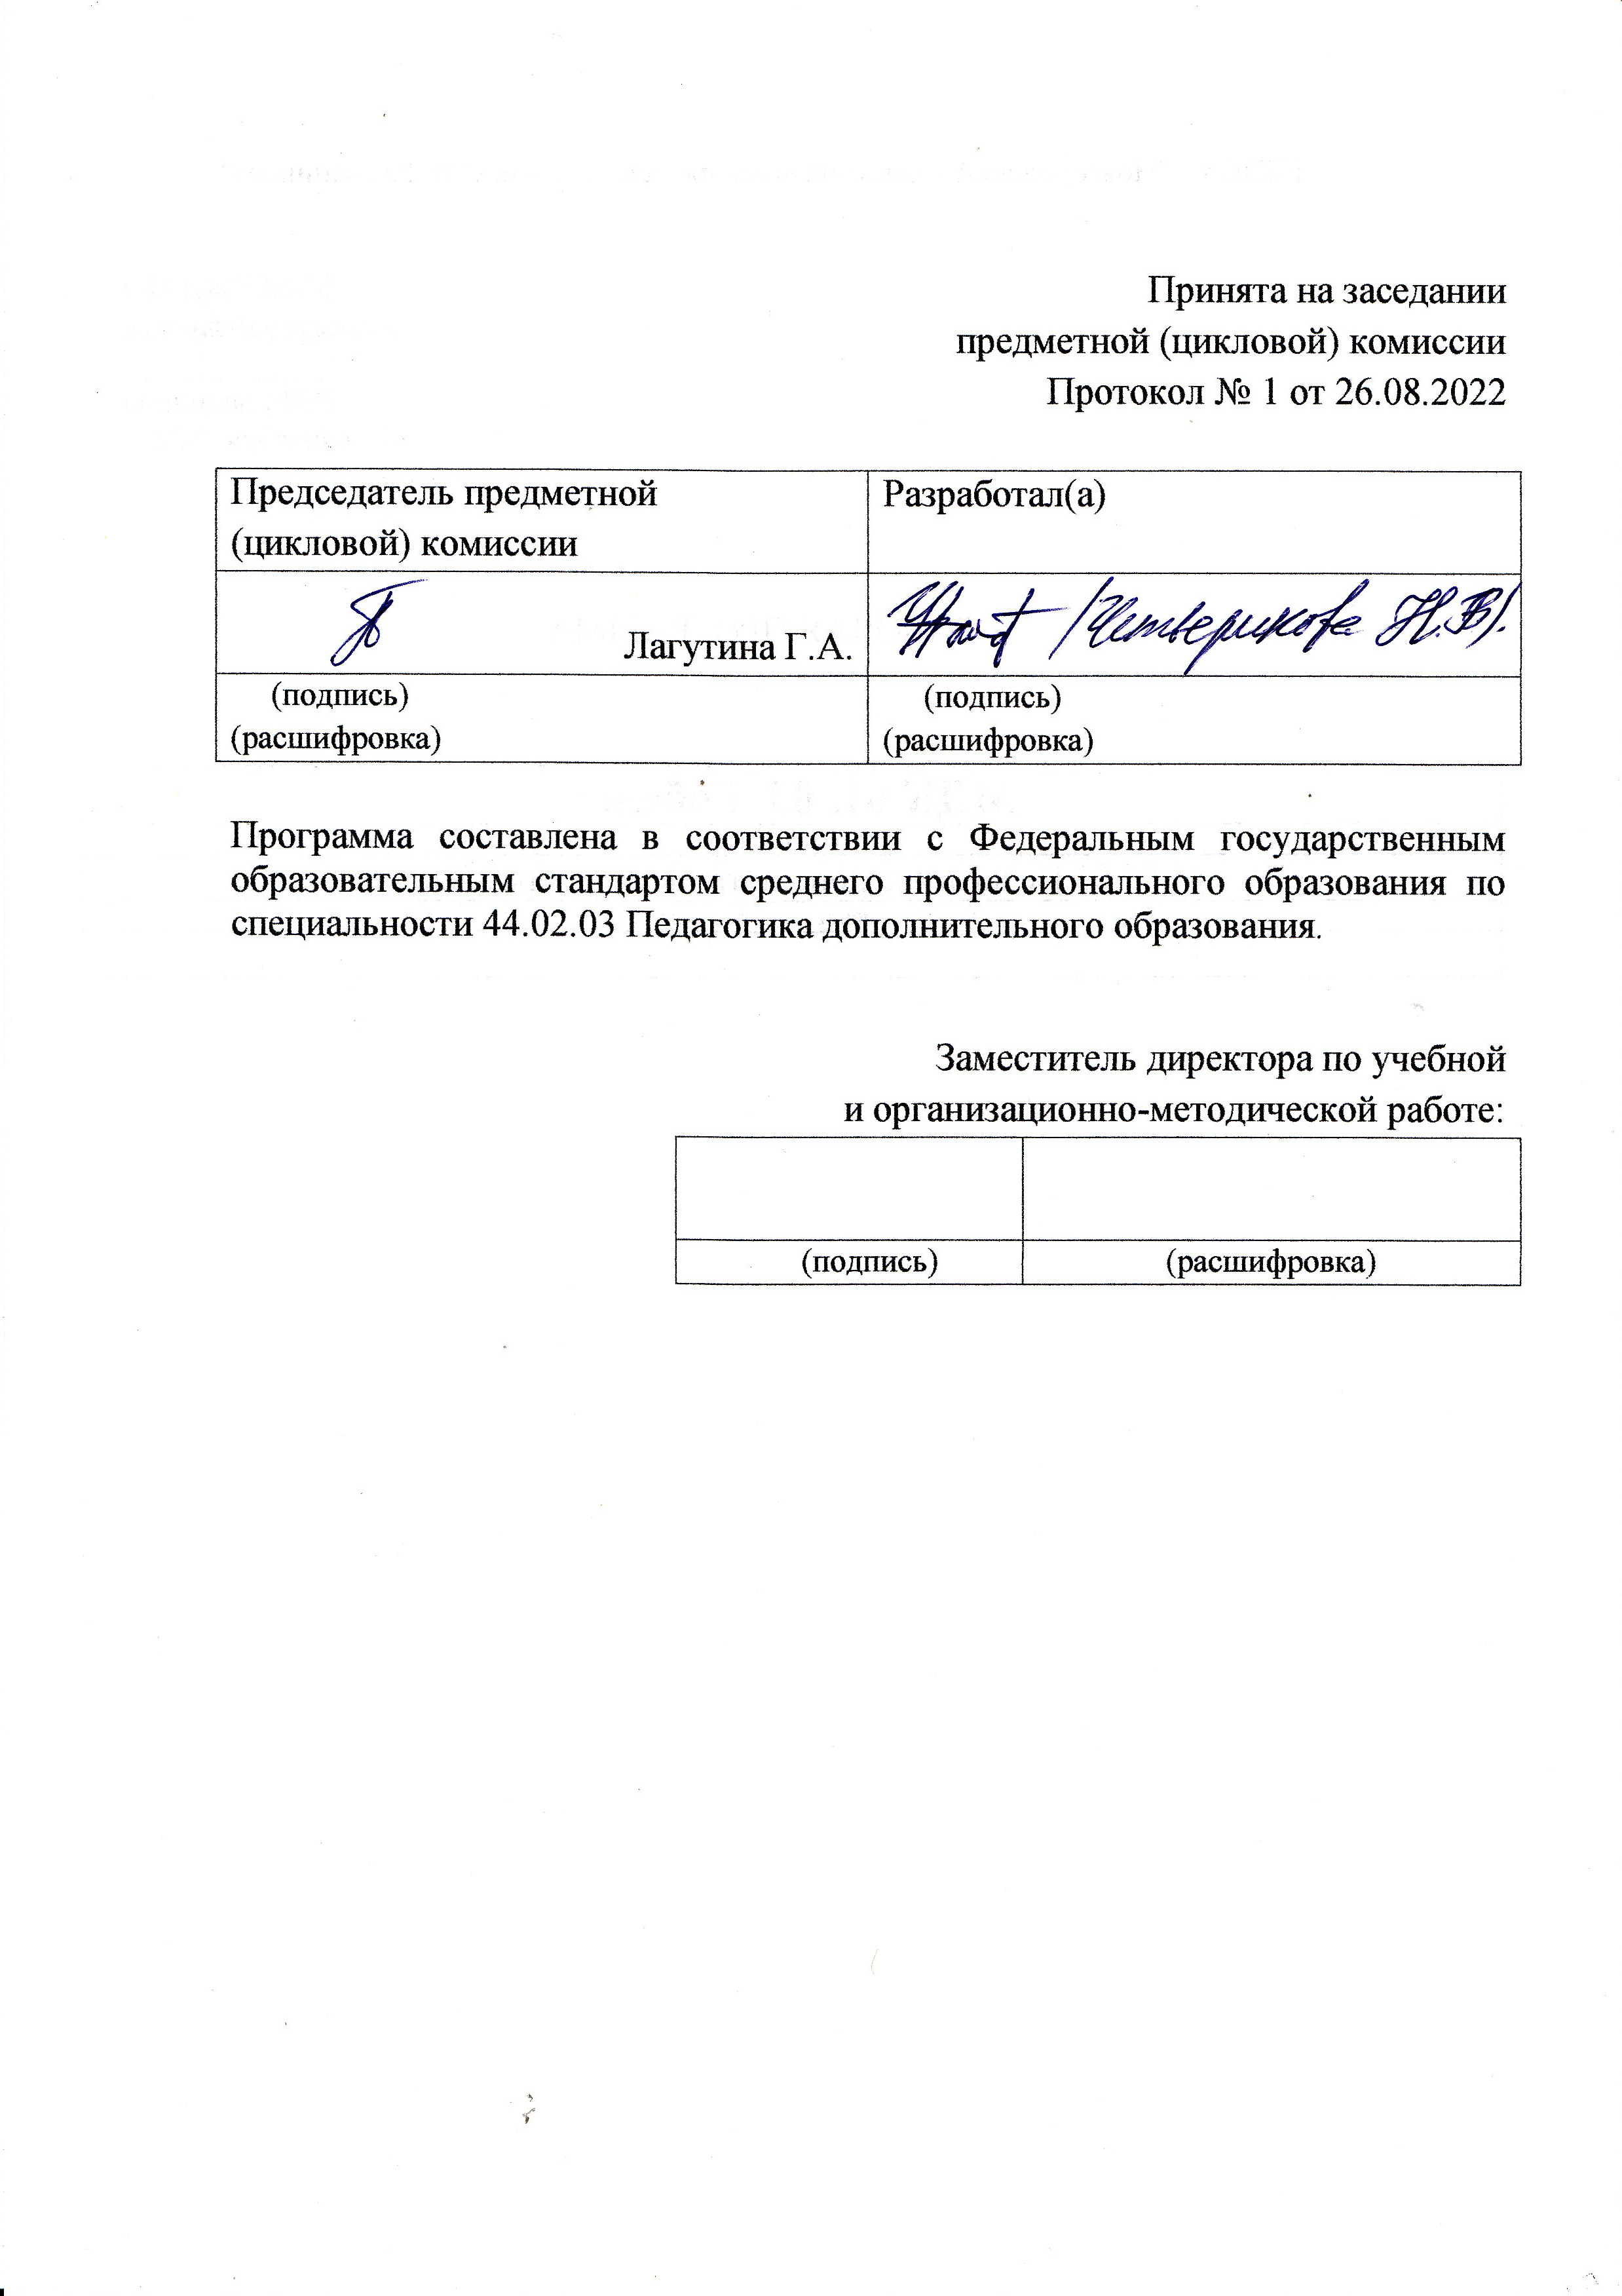 Принята на заседании
предметной (цикловой) комиссии
Протокол № 1 от 26.08.2022
Председатель предметной
(цикловой) комиссии
Разработал(а)
Лагутина Г.А.
/Четверикова Н.В/.
(подпись)
(расшифровка)
(подпись)
(расшифровка)
Программа составлена в соответствии с Федеральным государственным
образовательным стандартом среднего профессионального образования по
специальности 44.02.03 Педагогика дополнительного образования.
Заместитель директора по учебной
и организационно-методической работе:
(подпись)
(расшифровка)